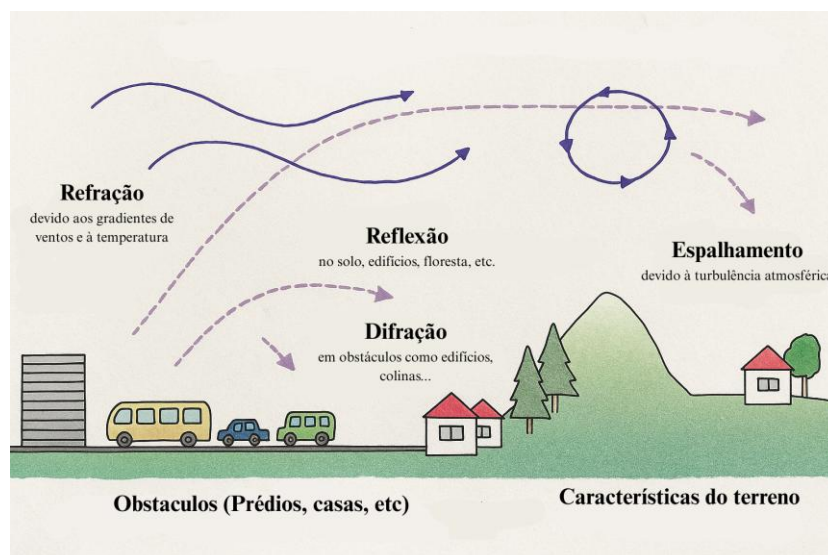 Refração
devido aos gradientes de
ventos e à temperatura
Reflexão
no solo, edifícios, floresta, etc.
Espalhamento
devido à turbulência atmosférica
Difração
em obstáculos como edifícios,
colinas...
Obstaculos (Prédios, casas, etc)
Características do terreno